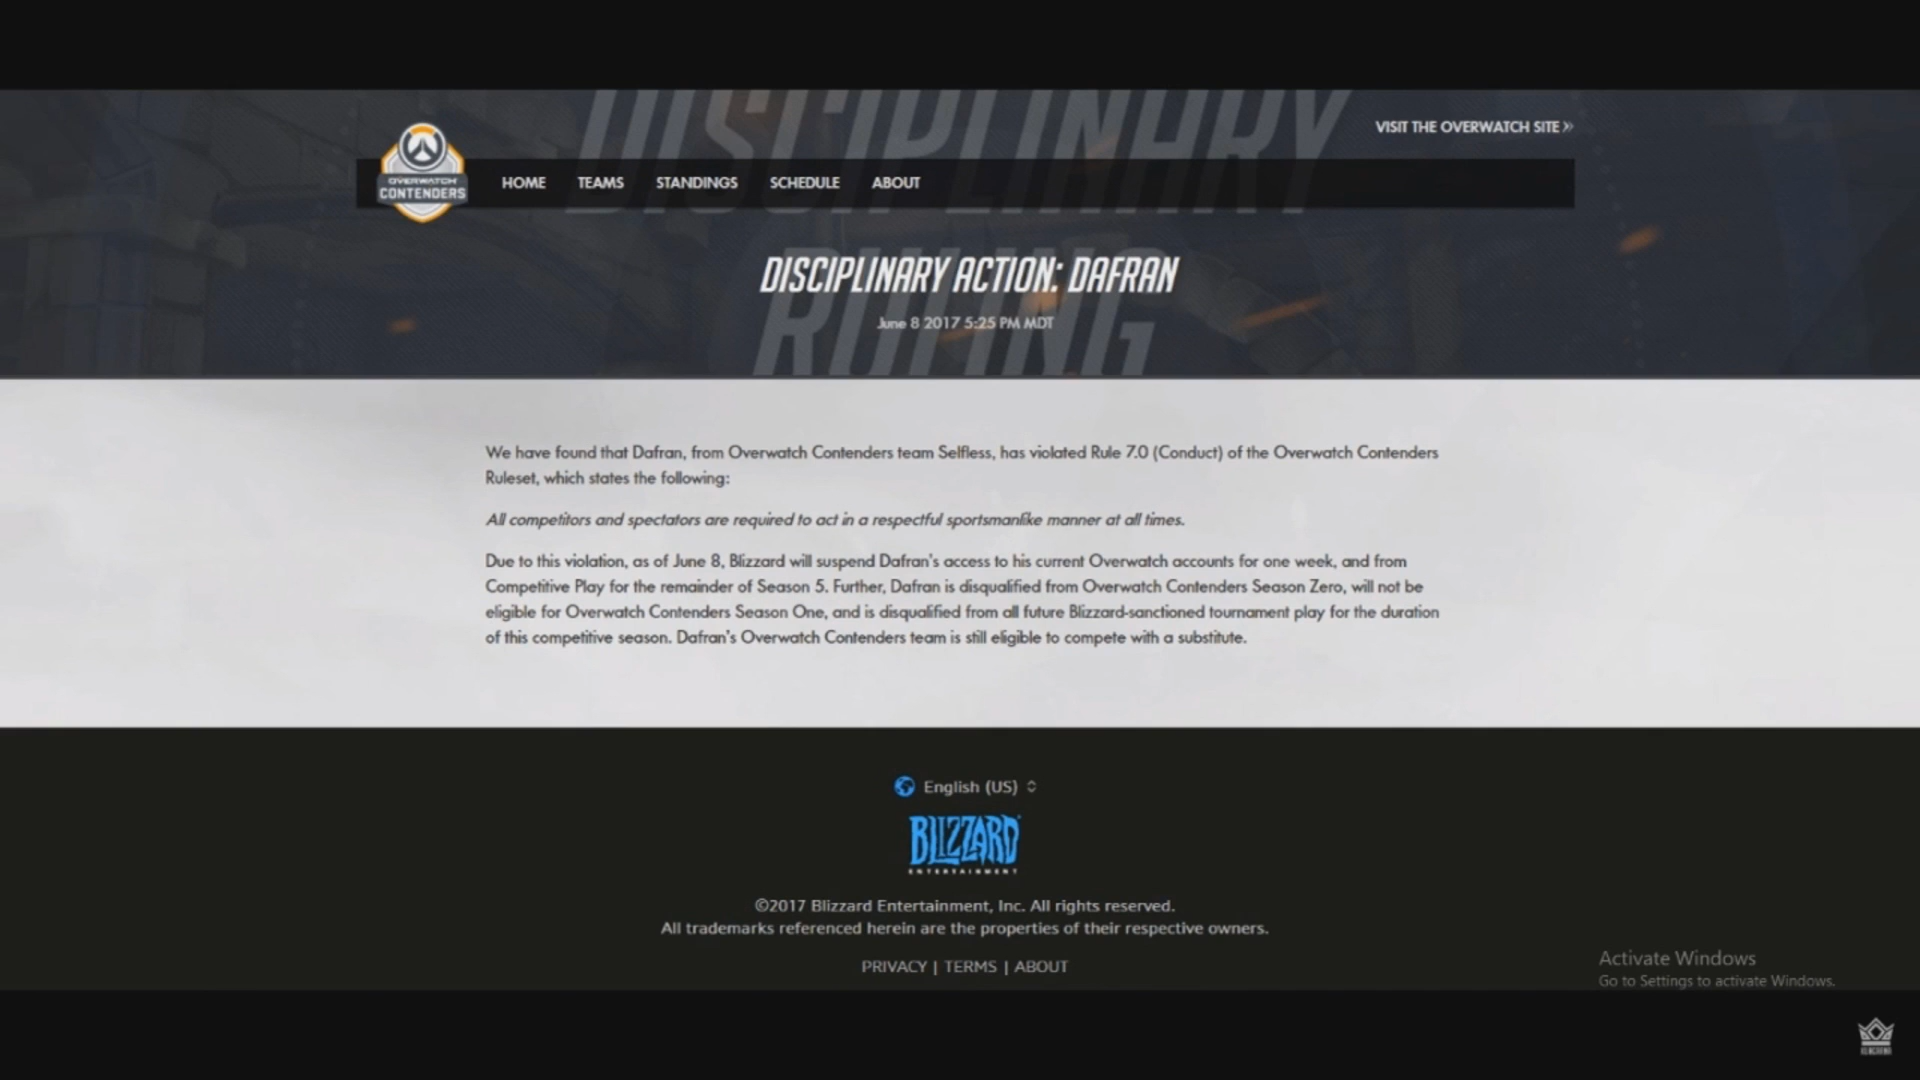 DISCIPLINARY
VISIT THE OVERWATCH SITE »
OVERWATCH
CONTENDERS
HOME TEAMS STANDINGS SCHEDULE ABOUT
RULING
DISCIPLINARY ACTION: DAFRAN
June 8 2017 5:25 PM MDT
We have found that Dafran, from Overwatch Contenders team Selfless, has violated Rule 7.0 (Conduct) of the Overwatch Contenders
Ruleset, which states the following:
All competitors and spectators are required to act in a respectful sportsmanlike manner at all times.
Due to this violation, as of June 8, Blizzard will suspend Dafran's access to his current Overwatch accounts for one week, and from
Competitive Play for the remainder of Season 5. Further, Dafran is disqualified from Overwatch Contenders Season Zero, will not be
eligible for Overwatch Contenders Season One, and is disqualified from all future Blizzard-sanctioned tournament play for the duration
of this competitive season. Dafran's Overwatch Contenders team is still eligible to compete with a substitute.
English (US)
BLIZZARD
ENTERTAINMENT
©2017 Blizzard Entertainment, Inc. All rights reserved.
All trademarks referenced herein are the properties of their respective owners.
PRIVACY | TERMS | ABOUT
Activate Windows
Go to Settings to activate Windows.